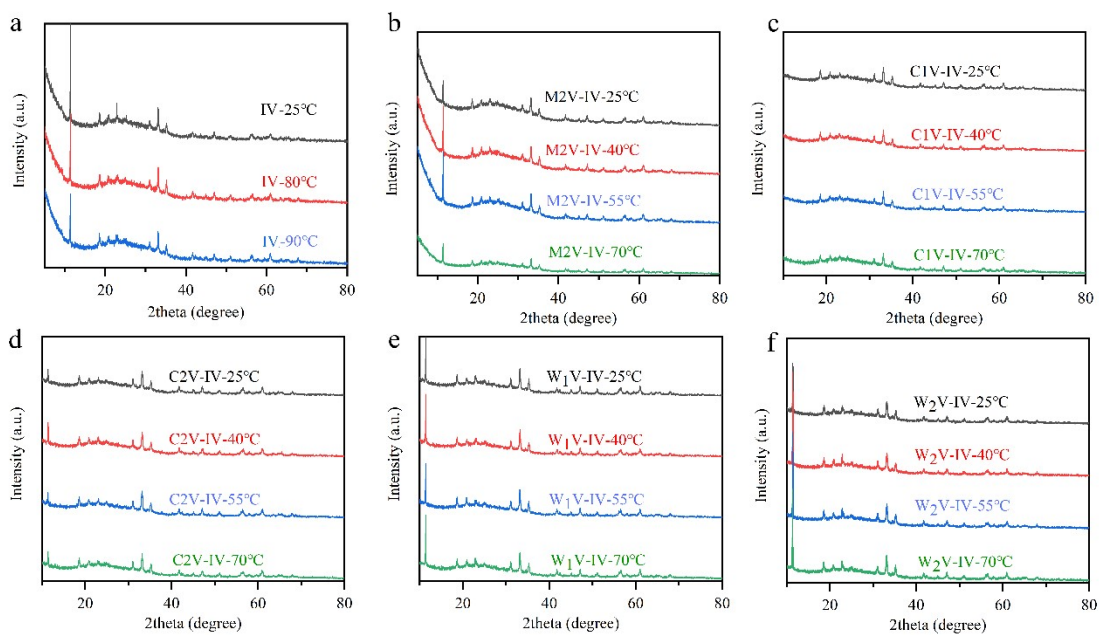 a
IV-25℃
IV-80℃
IV-90℃
Intensity (a.u.)
20
40
60
80
2theta (degree)
b
M2V-IV-25℃
M2V-IV-40℃
M2V-IV-55℃
M2V-IV-70℃
Intensity (a.u.)
20
40
60
80
2theta (degree)
c
C1V-IV-25℃
C1V-IV-40℃
C1V-IV-55℃
C1V-IV-70℃
Intensity (a.u.)
20
40
60
80
2theta (degree)
d
C2V-IV-25℃
C2V-IV-40℃
C2V-IV-55℃
C2V-IV-70℃
Intensity (a.u.)
20
40
60
80
2theta (degree)
e
W1V-IV-25℃
W1V-IV-40℃
W1V-IV-55℃
W1V-IV-70℃
Intensity (a.u.)
20
40
60
80
2theta (degree)
f
W2V-IV-25℃
W2V-IV-40℃
W2V-IV-55℃
W2V-IV-70℃
Intensity (a.u.)
20
40
60
80
2theta (degree)